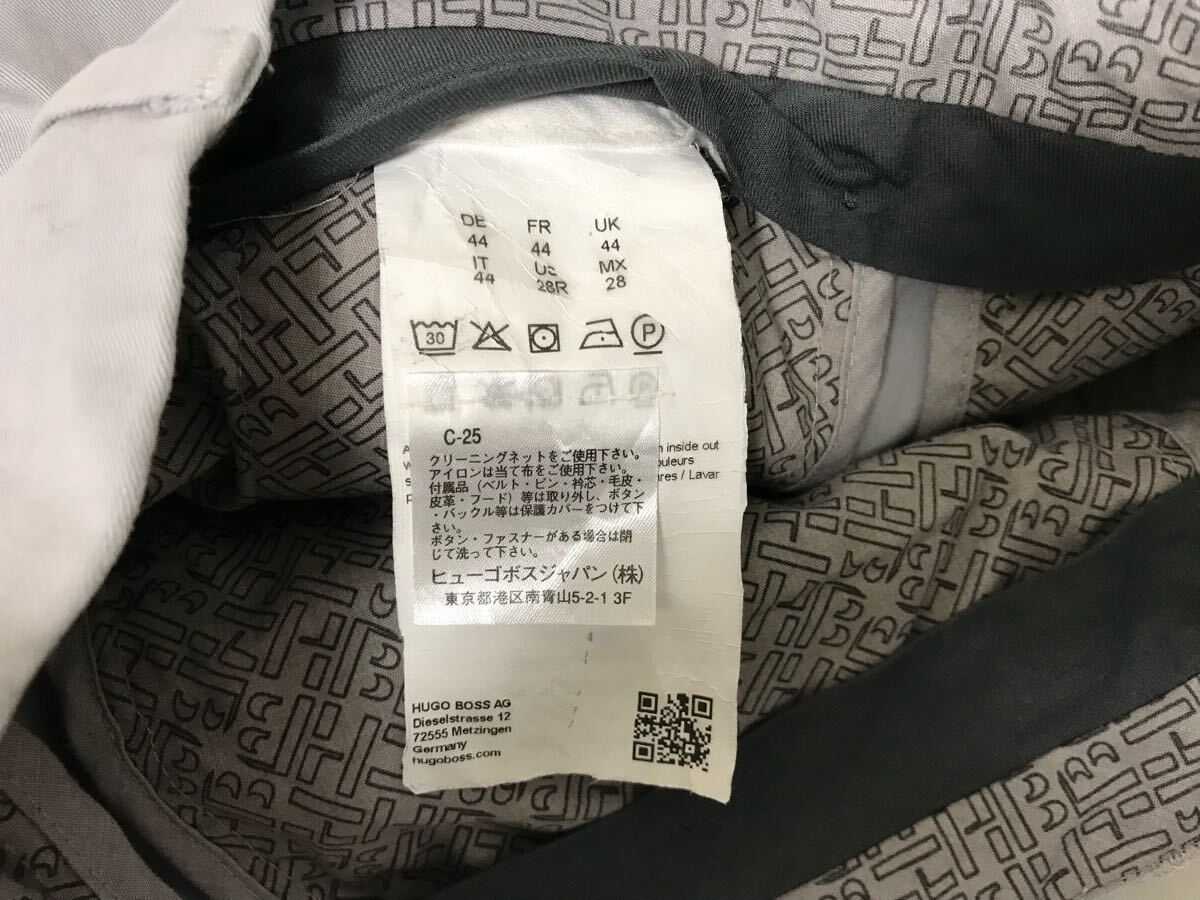 DE FR UK
44 44 44
IT US MX
44 28R 28
30 P
C-25
クリーニングネットをご使用下さい。
アイロンは当て布をご使用下さい。
付属品（ベルト・ピン・衿芯・毛皮・
皮革・フード）等は取り外し、ボタン
・バックル等は保護カバーをつけて下
さい。
ボタン・ファスナーがある場合は閉
じて洗って下さい。
ヒューゴボスジャパン（株）
東京都港区南青山5-2-1 3F
inside out
ouleurs
/ Lavar
HUGO BOSS AG
Dieselstrasse 12
72555 Metzingen
Germany
hugoboss.com